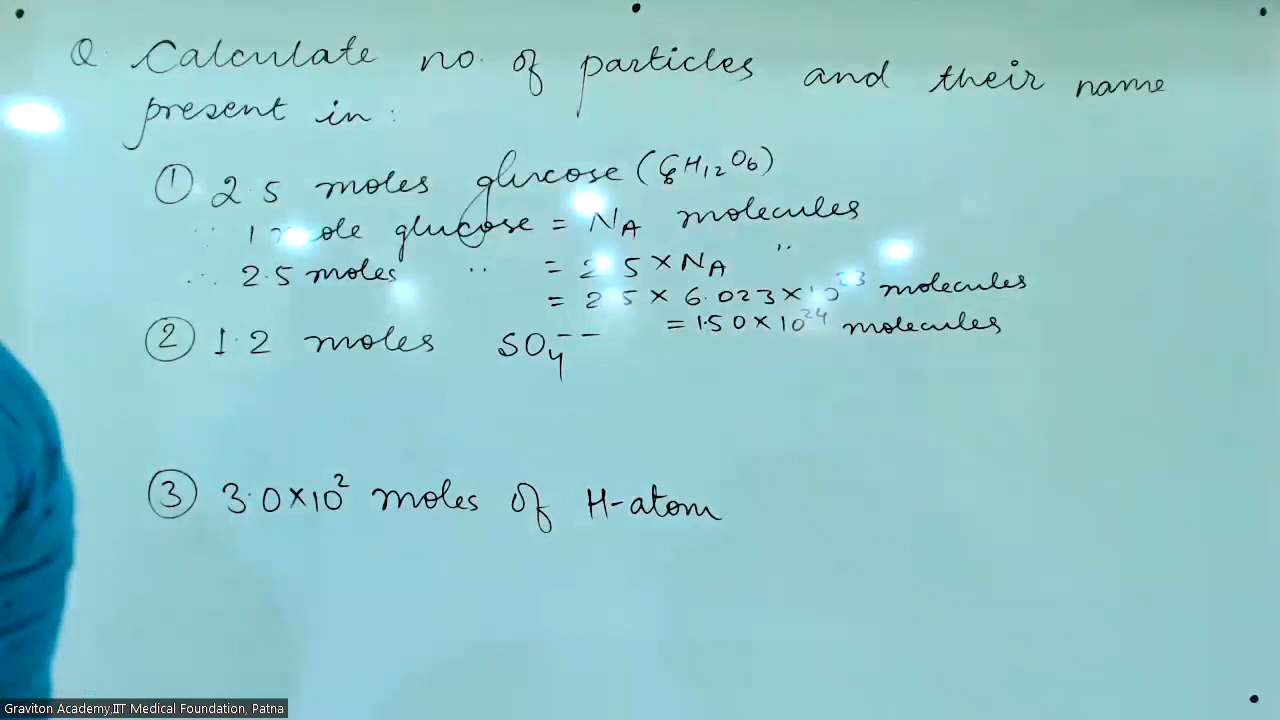 Q. Calculate no. of particles and their name
present in :
① 2.5 moles glucose (C6H12O6)
∵ 1 mole glucose = NA molecules
∴ 2.5 moles " = 2.5 × NA "
= 2.5 × 6.023 × 10^23 molecules
= 1.50 × 10^24 molecules
② 1.2 moles SO4^--
③ 3.0 × 10^2 moles of H-atom
Graviton Academy,IIT Medical Foundation, Patna